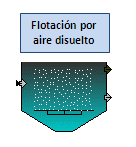 Flotación por
aire disuelto